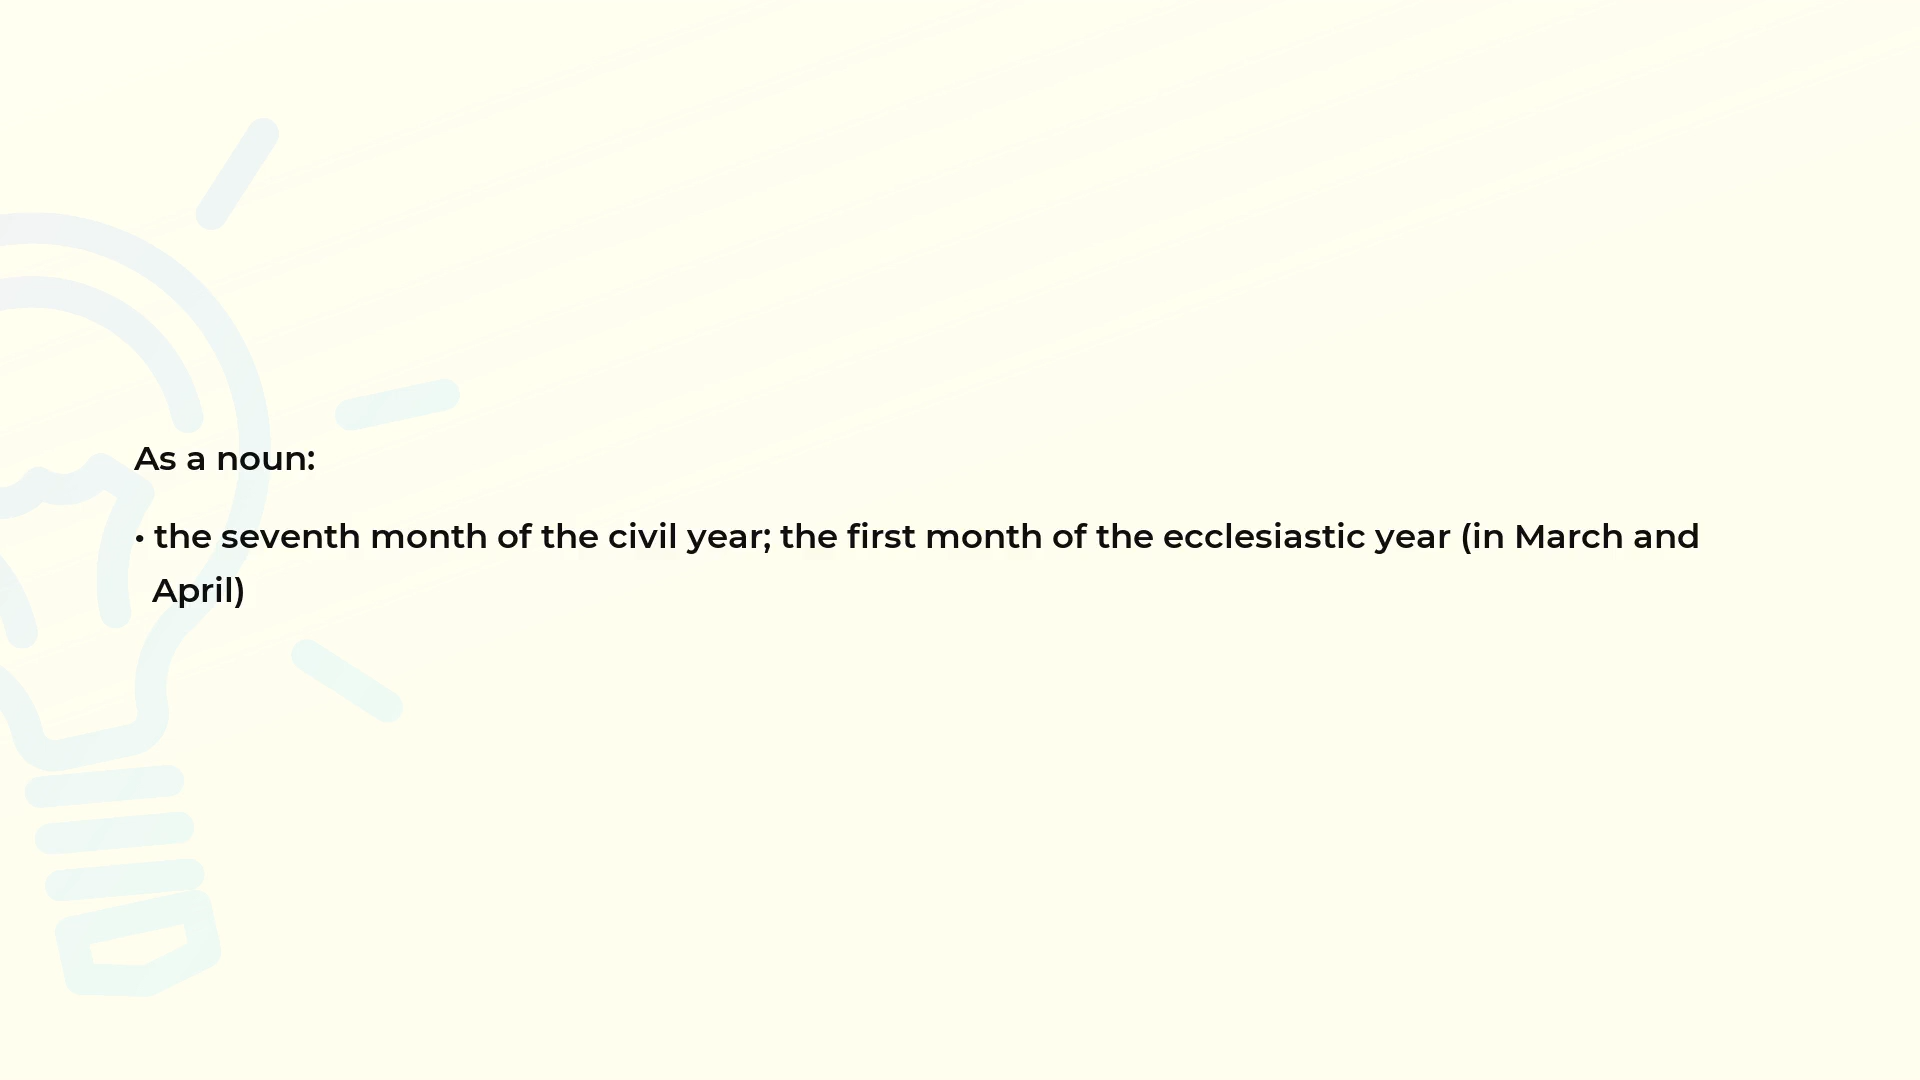 As a noun:
• the seventh month of the civil year; the first month of the ecclesiastic year (in March and
April)